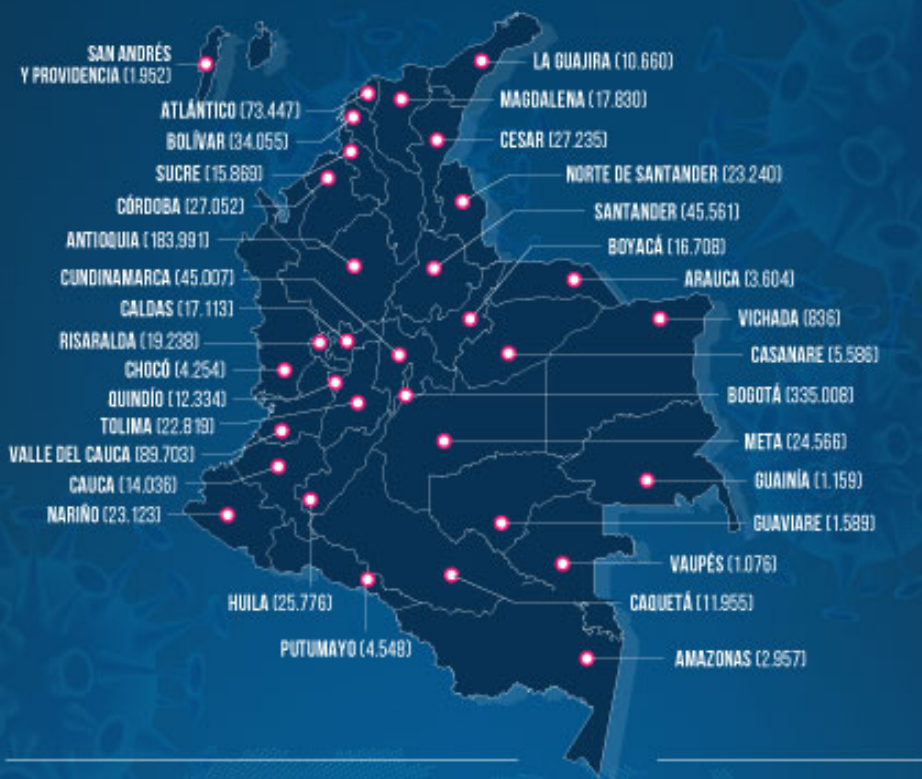 SAN ANDRÉS
Y PROVIDENCIA (1.952)
ATLÁNTICO (73.447)
BOLÍVAR (34.055)
SUCRE (15.869)
CÓRDOBA (27.052)
ANTIOQUIA (183.991)
CUNDINAMARCA (45.007)
CALDAS (17.113)
RISARALDA (19.238)
CHOCÓ (4.254)
QUINDÍO (12.334)
TOLIMA (22.819)
VALLE DEL CAUCA (89.703)
CAUCA (14.036)
NARIÑO (23.123)
HUILA (25.776)
PUTUMAYO (4.548)
LA GUAJIRA (10.660)
MAGDALENA (17.830)
CESAR (27.235)
NORTE DE SANTANDER (23.240)
SANTANDER (45.561)
BOYACÁ (16.708)
ARAUCA (3.604)
VICHADA (836)
CASANARE (5.586)
BOGOTÁ (335.008)
META (24.566)
GUAINÍA (1.159)
GUAVIARE (1.589)
VAUPÉS (1.076)
CAQUETÁ (11.955)
AMAZONAS (2.957)